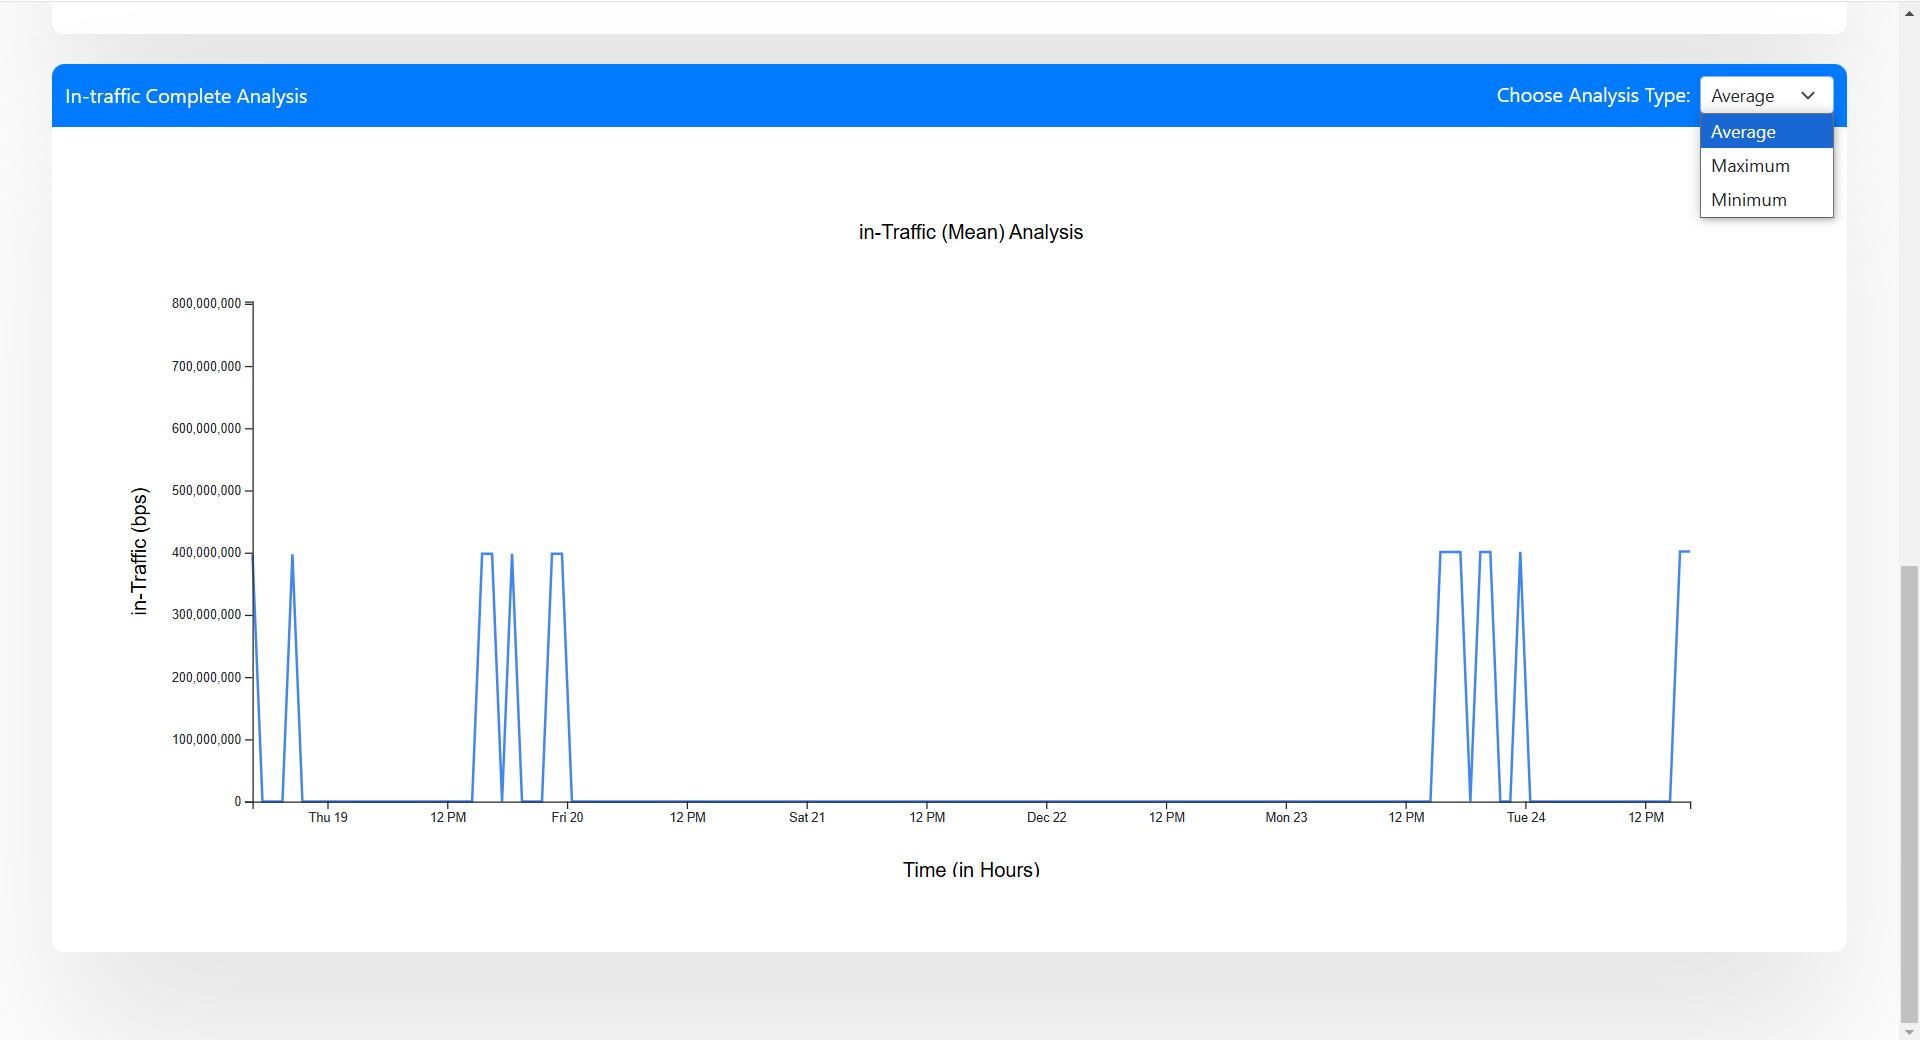 In-traffic Complete Analysis
Choose Analysis Type: Average
Average
Maximum
Minimum
in-Traffic (Mean) Analysis
800,000,000
700,000,000
600,000,000
500,000,000
400,000,000
300,000,000
200,000,000
100,000,000
0
in-Traffic (bps)
Thu 19 12 PM Fri 20 12 PM Sat 21 12 PM Dec 22 12 PM Mon 23 12 PM Tue 24 12 PM
Time (in Hours)